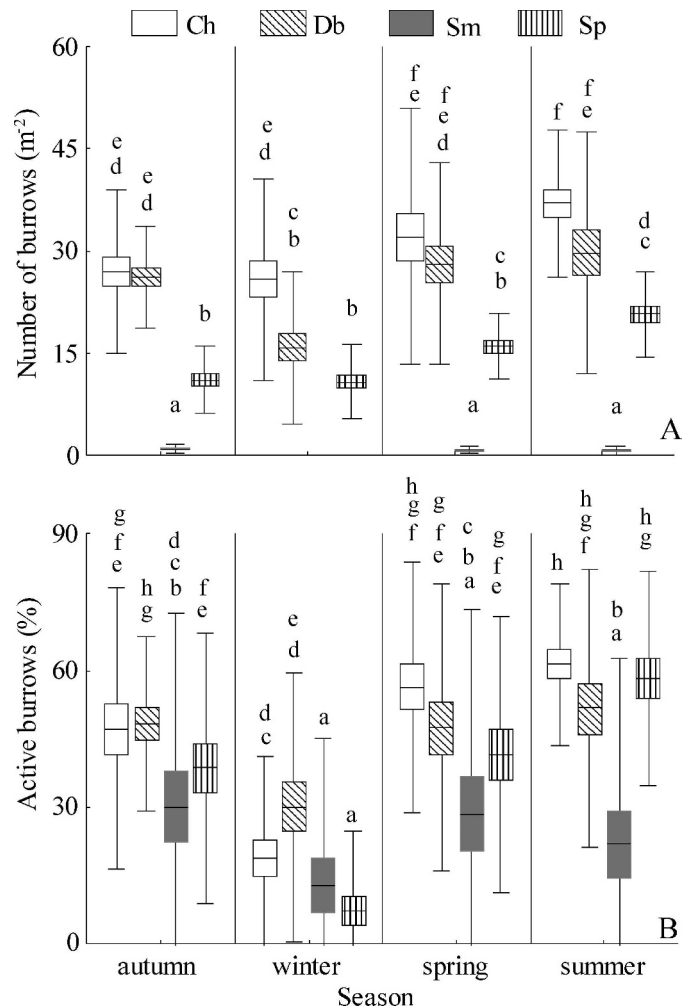 Ch Db Sm Sp
Number of burrows (m⁻²)
60
45
30
15
0
e e
d d
b
a
e
d
c
b
b
f f
e e
d
c
b
a
f f
e
d
c
a
A
Active burrows (%)
90
60
30
0
g
f
e
h
g
d
c
b
f
e
d
c
e
d
a
a
h
g
f
g
f
e
c
b
a
g
f
e
h
h
g
f
b
a
h
g
B
autumn winter spring summer
Season